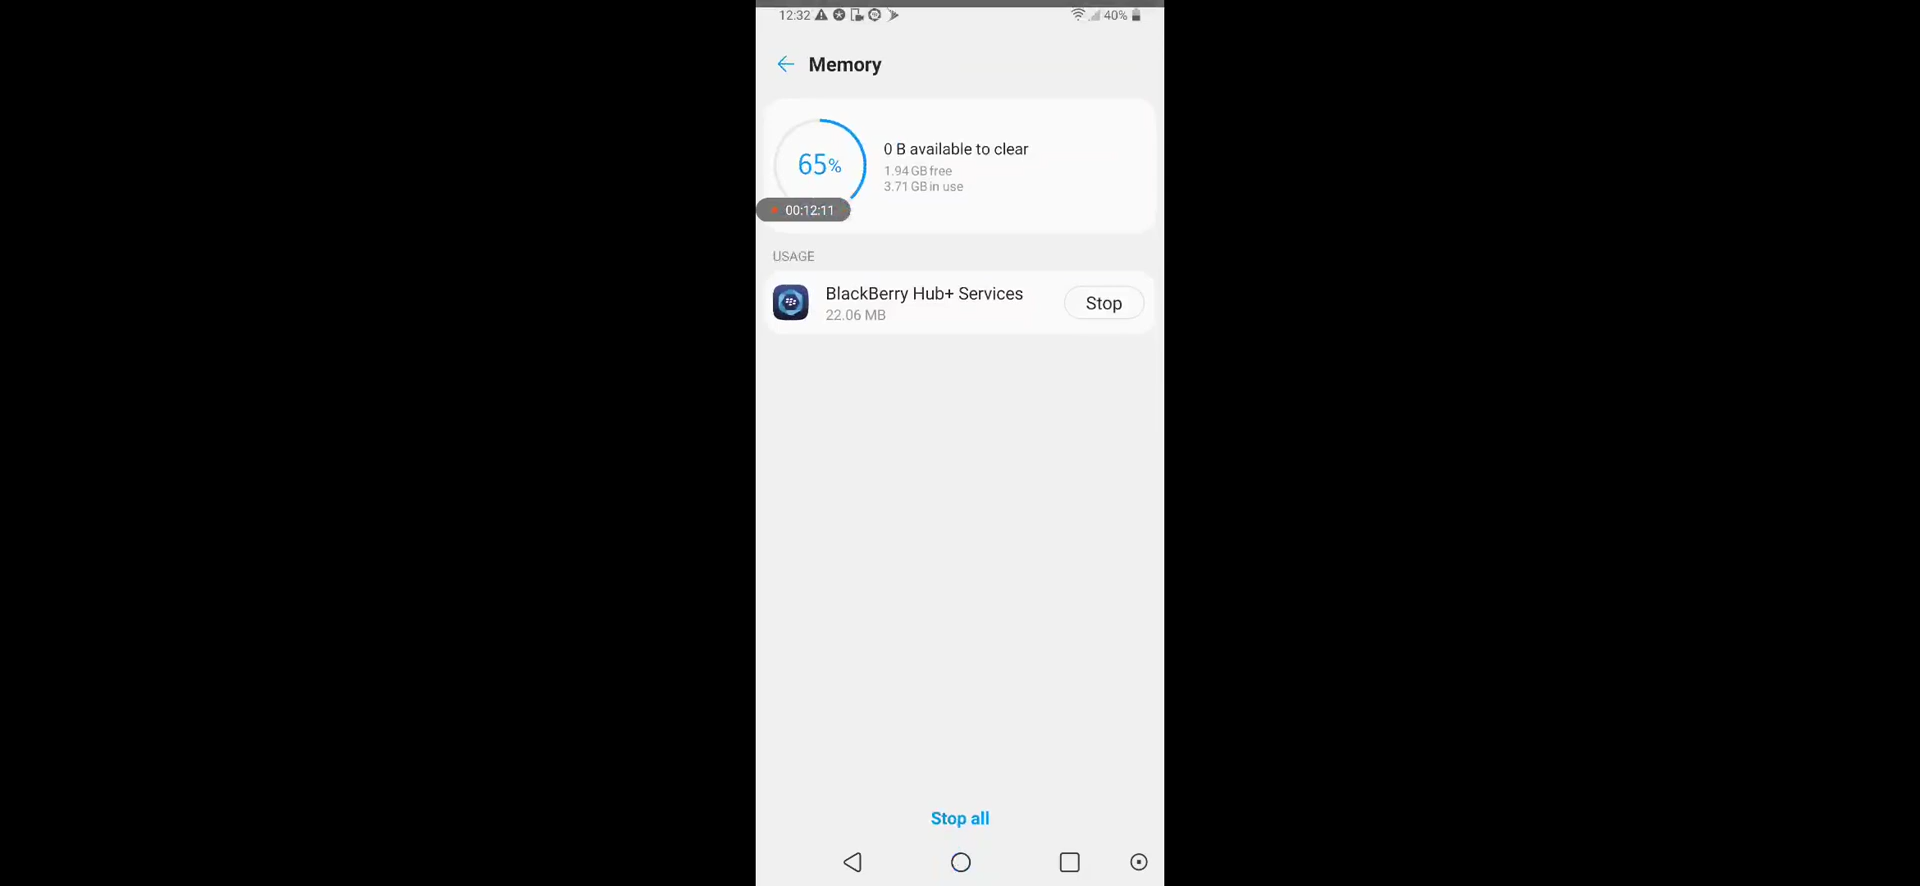 12:32
40%
Memory
65%
0 B available to clear
1.94 GB free
3.71 GB in use
00:12:11
USAGE
BlackBerry Hub+ Services
22.06 MB
Stop
Stop all